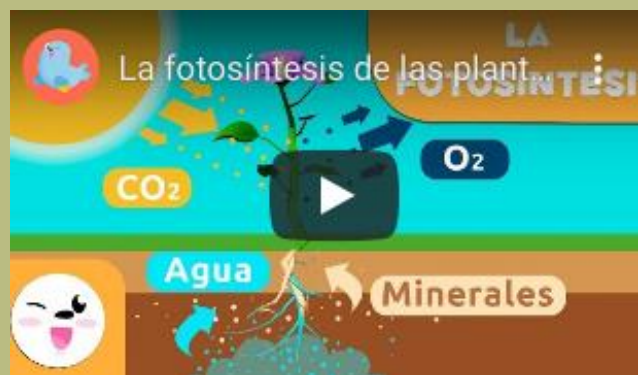 La fotosíntesis de las plant...
LA
FOTOSÍNTESI
CO₂
O₂
Agua
Minerales